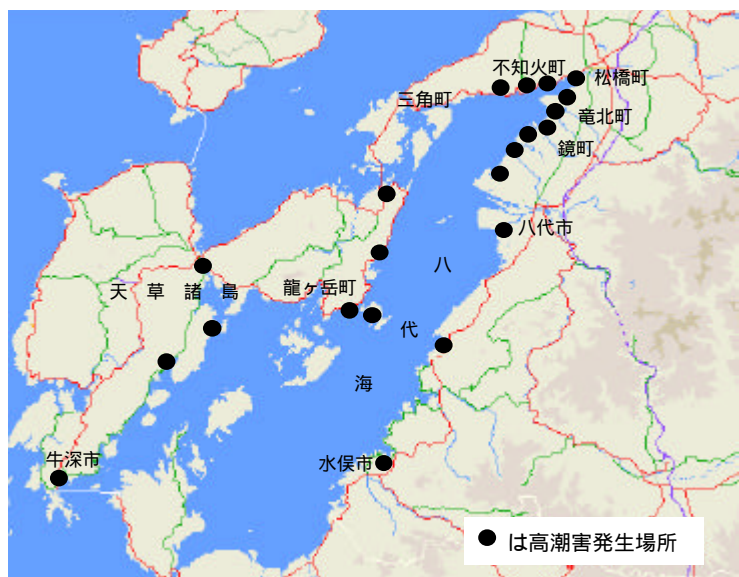 不知火町
松橋町
三角町
竜北町
鏡町
八代市
八代海
龍ヶ岳町
天草諸島
牛深市
水俣市
●は高潮害発生場所